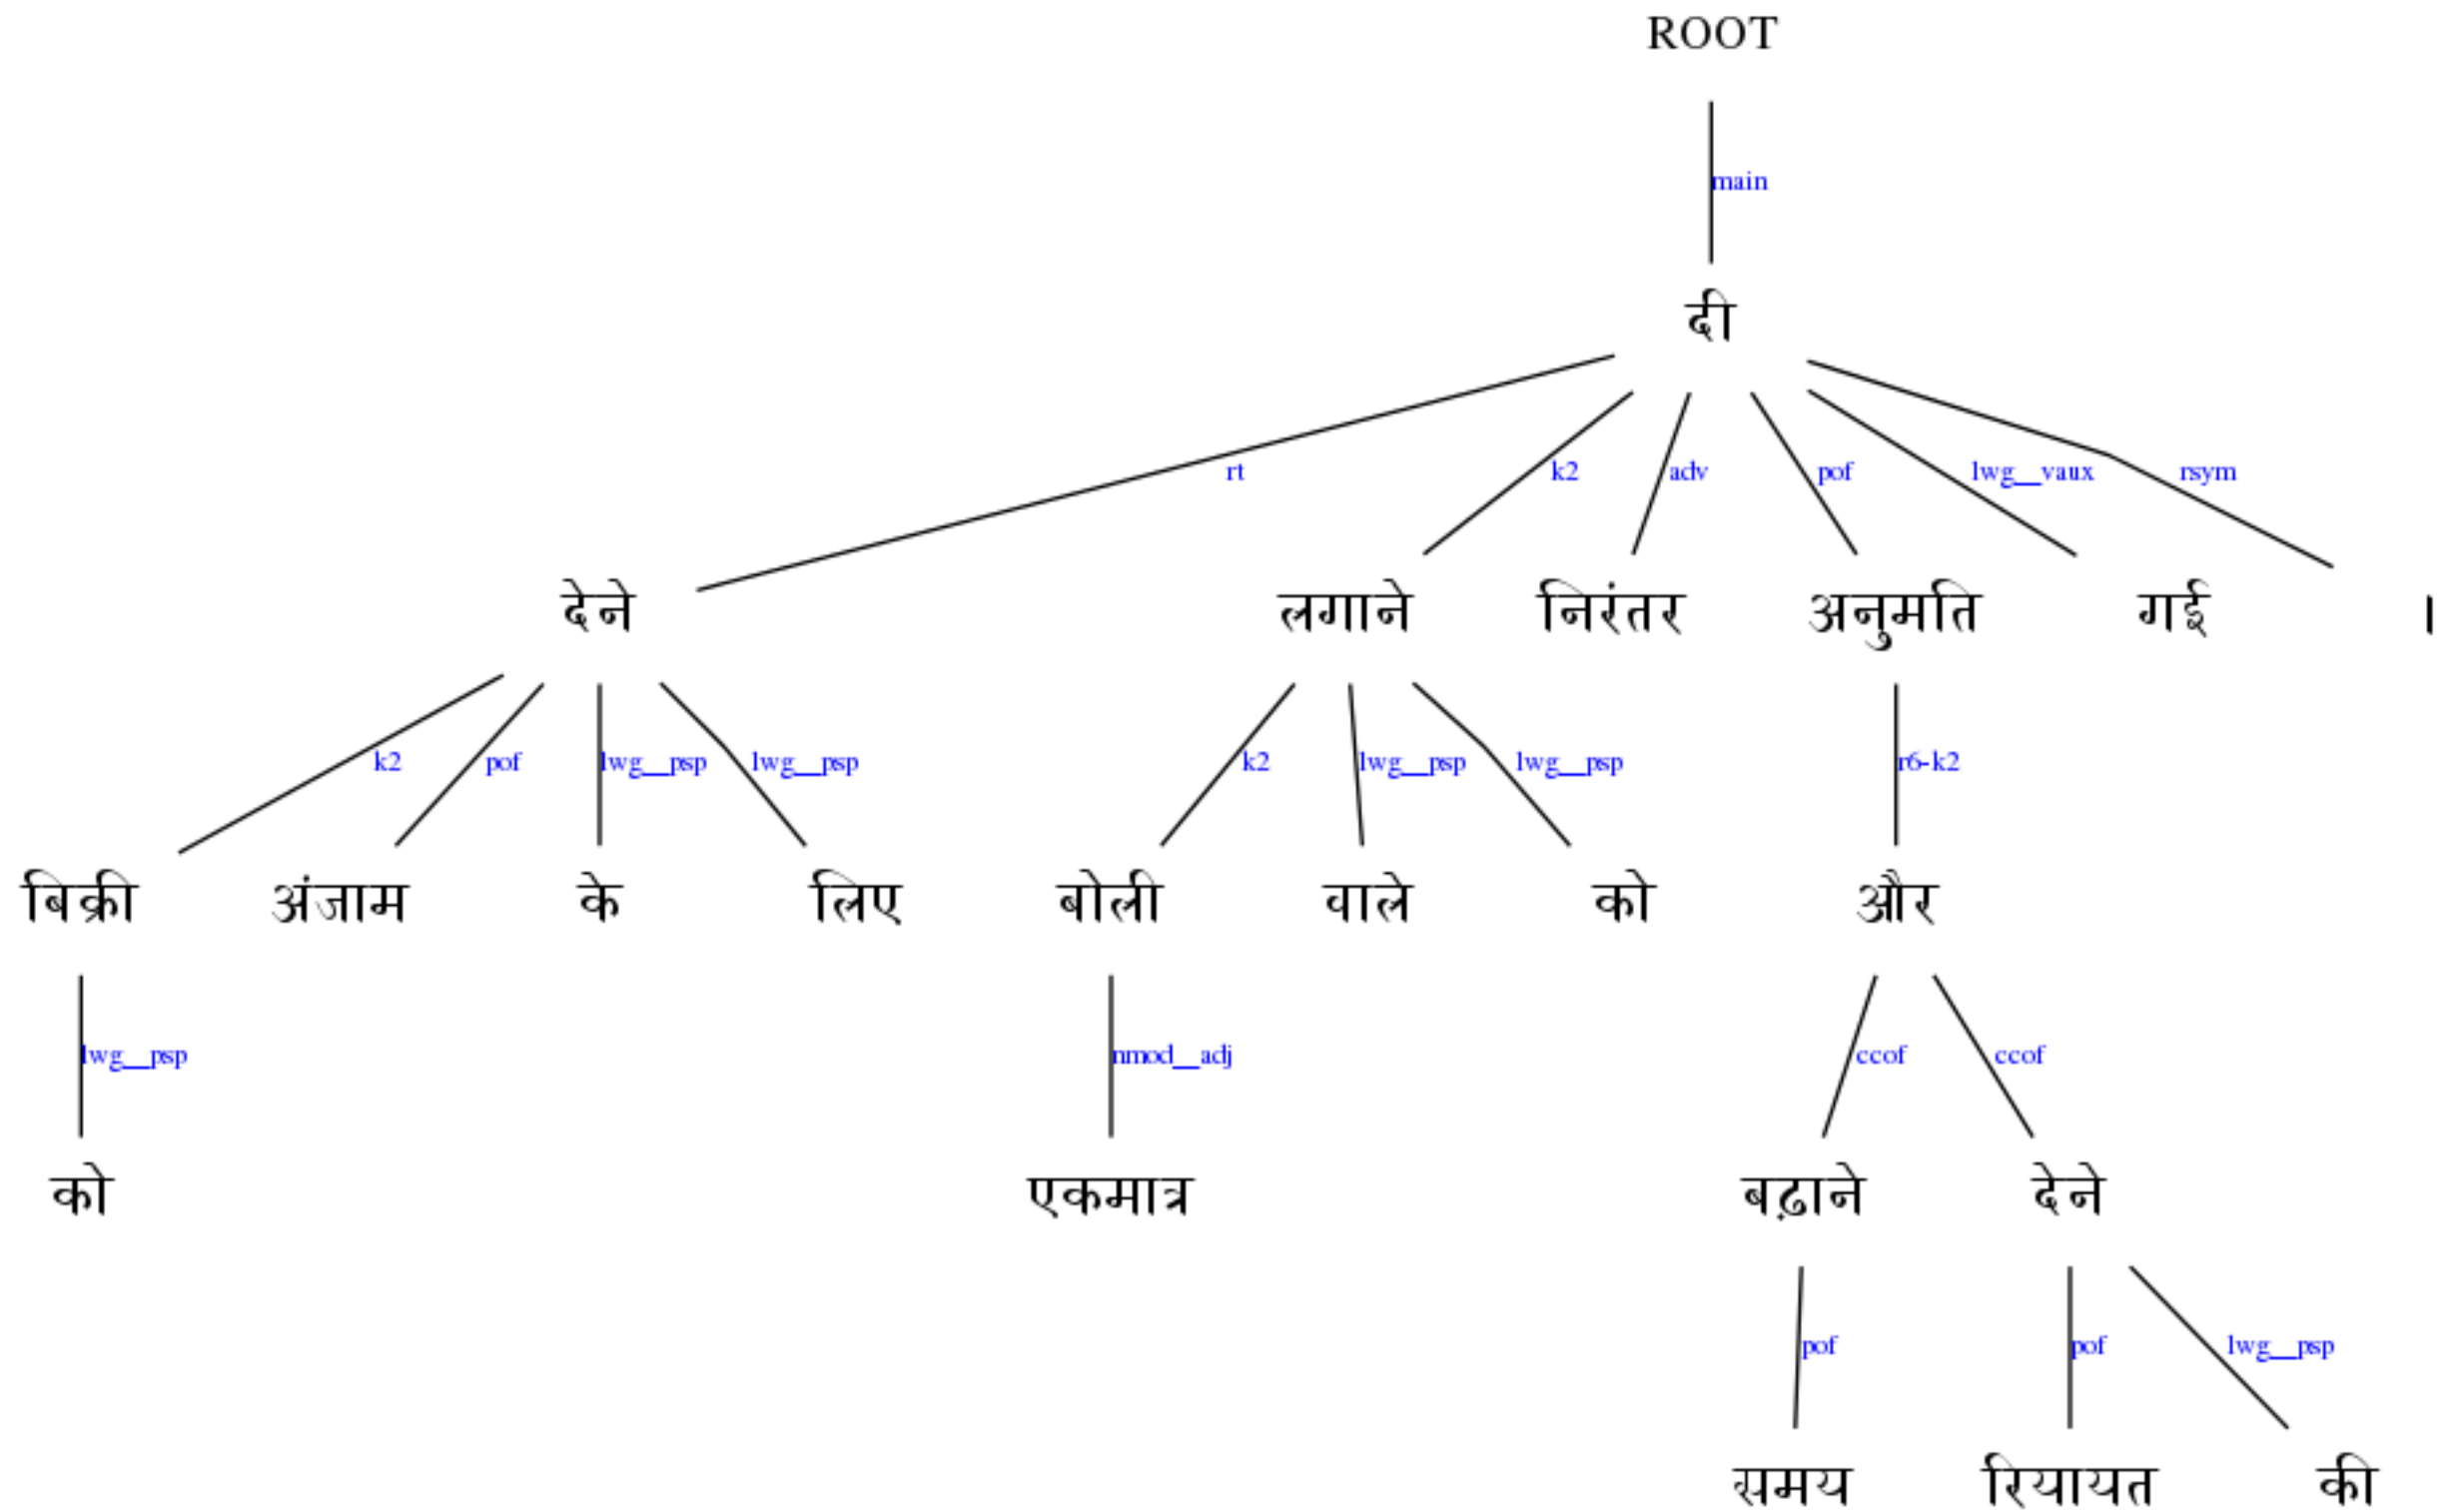 ROOT
main
दी
rt k2 adv pof lwg__vaux rsym
देने लगाने निरंतर अनुमति गई ।
k2 pof lwg__psp lwg__psp k2 lwg__psp lwg__psp r6-k2
बिक्री अंजाम के लिए बोली वाले को और
lwg__psp nmod__adj ccof ccof
को एकमात्र बढ़ाने देने
pof pof lwg__psp
समय रियायत की